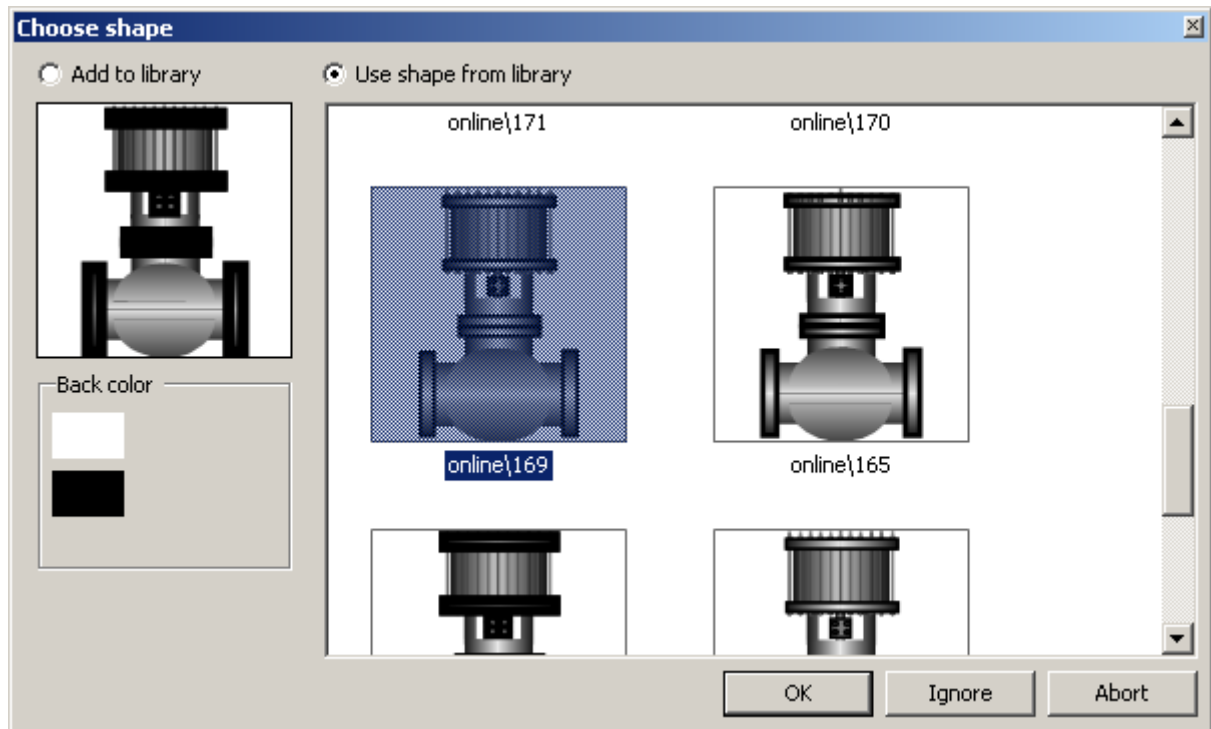 Choose shape
Add to library
Use shape from library
online\171
online\170
online\169
online\165
Back color
OK
Ignore
Abort